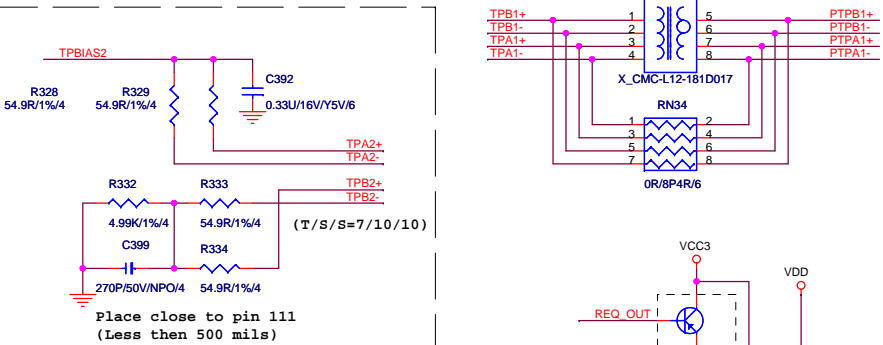 TPBIAS2
R328
54.9R/1%/4
R329
54.9R/1%/4
C392
0.33U/16V/Y5V/6
TPA2+
TPA2-
TPB2+
TPB2-
R332
4.99K/1%/4
R333
54.9R/1%/4
(T/S/S=7/10/10)
C399
270P/50V/NPO/4
R334
54.9R/1%/4
Place close to pin 111
(Less then 500 mils)
TPB1+ 1 5 PTPB1+
TPB1- 2 6 PTPB1-
TPA1+ 3 7 PTPA1+
TPA1- 4 8 PTPA1-
X_CMC-L12-181D017
RN34
1 2
3 4
5 6
7 8
0R/8P4R/6
VCC3
VDD
REQ_OUT